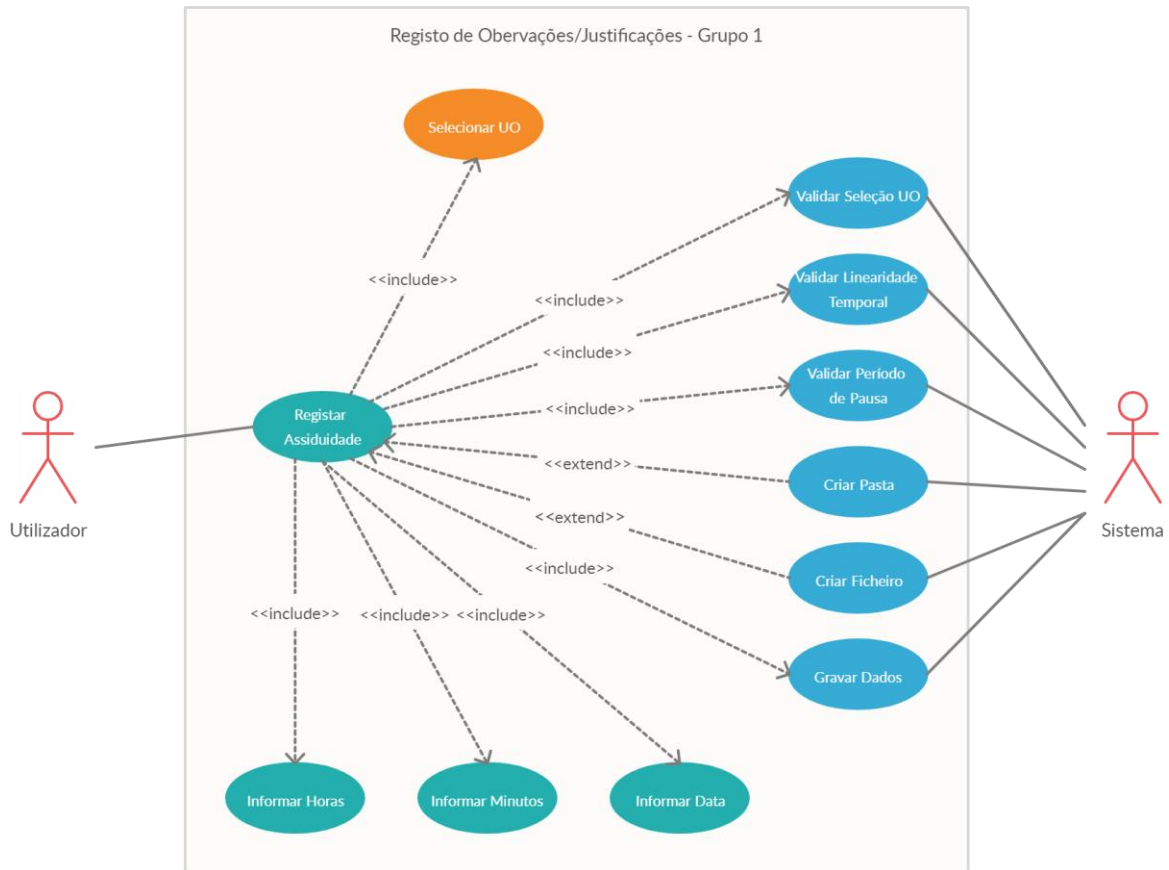 Registo de Obervações/Justificações - Grupo 1
Selecionar UO
Validar Seleção UO
<<include>>
Validar Linearidade
Temporal
<<include>>
<<include>>
Validar Período
de Pausa
<<include>>
Registar
Assiduidade
<<extend>>
Criar Pasta
Utilizador
Sistema
<<extend>>
Criar Ficheiro
<<include>>
<<include>>
<<include>>
<<include>>
Gravar Dados
Informar Horas
Informar Minutos
Informar Data